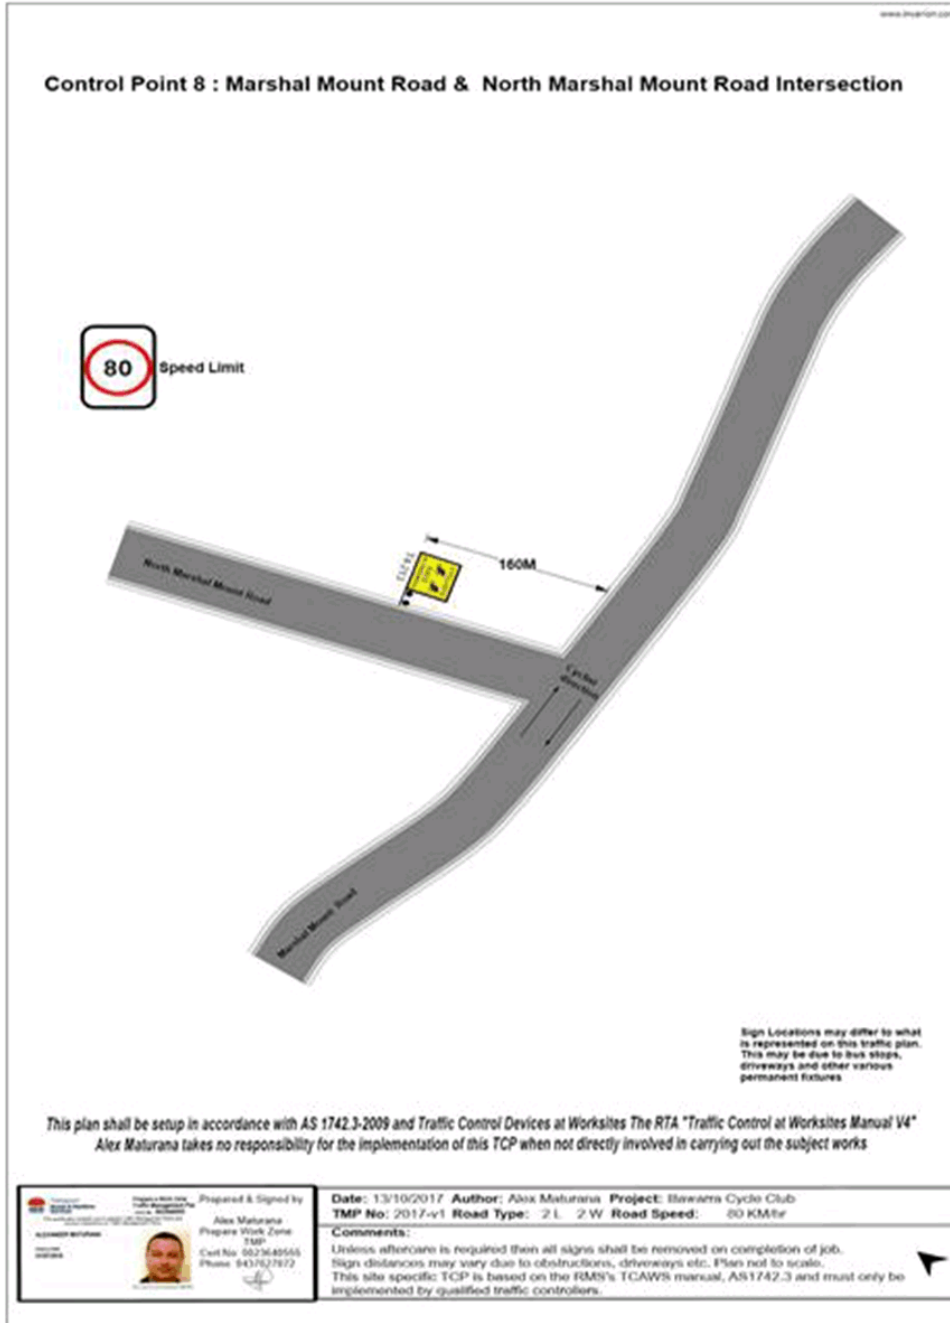 www.invarion.com
Control Point 8 : Marshal Mount Road & North Marshal Mount Road Intersection
80
Speed Limit
160M
North Marshal Mount Road
Cyclist
direction
Marshal Mount Road
Sign Locations may differ to what
is represented on this traffic plan.
This may be due to bus stops,
driveways and other various
permanent fixtures
This plan shall be setup in accordance with AS 1742.3-2009 and Traffic Control Devices at Worksites The RTA "Traffic Control at Worksites Manual V4"
Alex Maturana takes no responsibility for the implementation of this TCP when not directly involved in carrying out the subject works
Prepared & Signed by
Alex Maturana
Prepare Work Zone
TMP
Cert No
Phone
Date: 13/10/2017 Author: Alex Maturana Project: Illawarra Cycle Club
TMP No: 2017-v1 Road Type: 2 L 2 W Road Speed: 80 KM/hr
Comments:
Unless aftercare is required then all signs shall be removed on completion of job.
Sign distances may vary due to obstructions, driveways etc. Plan not to scale.
This site specific TCP is based on the RMS's TCAWS manual, AS1742.3 and must only be
implemented by qualified traffic controllers.